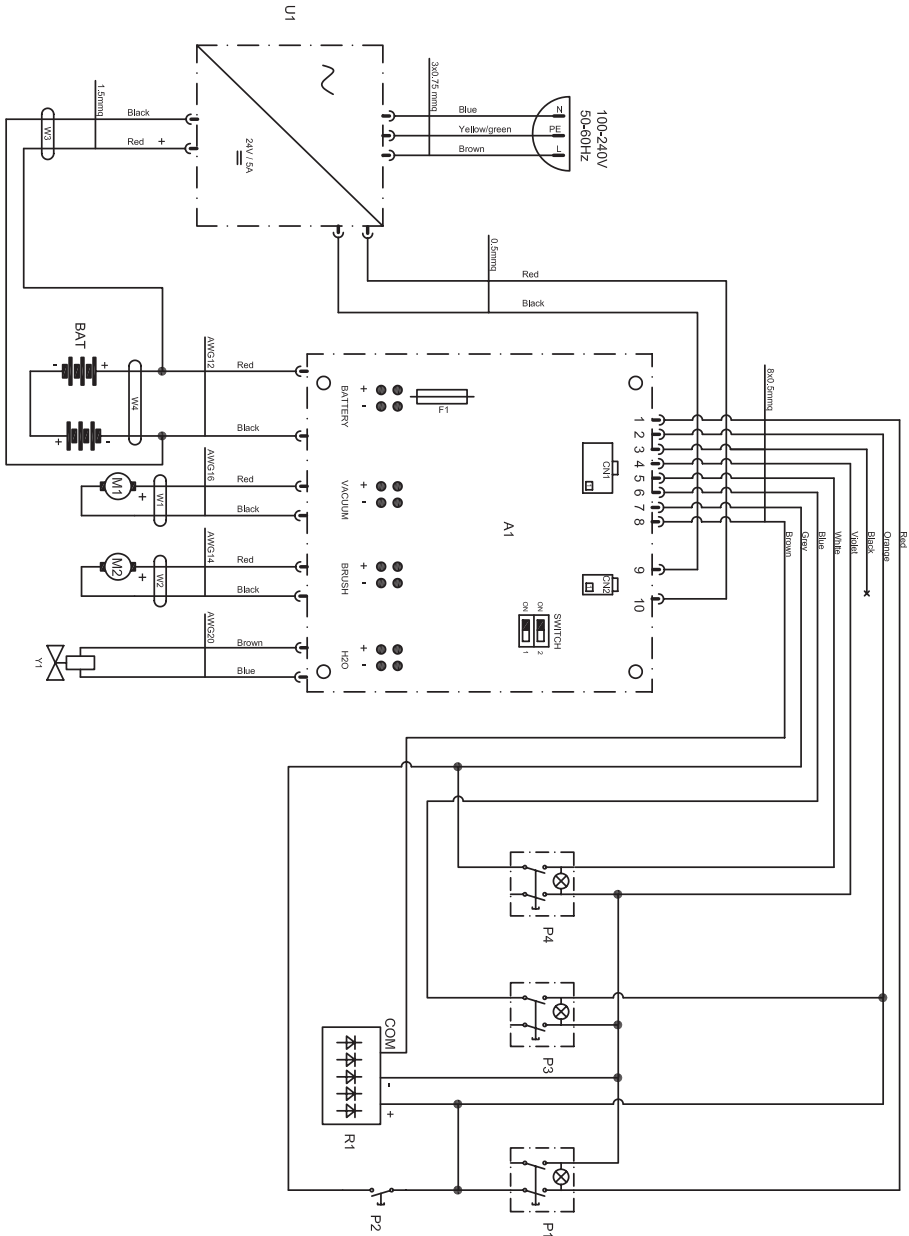 U1
24V / 5A
100-240V
50-60Hz
N
PE
L
Blue
Yellow/green
Brown
3x0.75 mmq
1.5mmq
Black
Red +
W3
0.5mmq
Red
Black
BAT
-
+
+
-
W4
AWG12
Red
Black
M1
+
W1
AWG16
Red
Black
M2
+
W2
AWG14
Red
Black
Y1
AWG20
Brown
Blue
BATTERY
+
-
VACUUM
+
-
BRUSH
+
-
H2O
+
-
F1
A1
CN1
CN2
SWITCH
ON
ON
1
2
1
2
3
4
5
6
7
8
9
10
8x0.5mmq
Red
Orange
Black
Violet
White
Blue
Grey
Brown
P4
P3
COM
-
+
R1
P1
P2